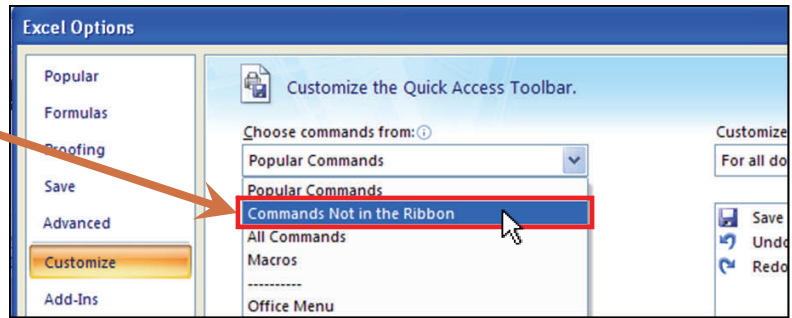 Excel Options
Popular
Formulas
Proofing
Save
Advanced
Customize
Add-Ins
Customize the Quick Access Toolbar.
Choose commands from:
Popular Commands
Popular Commands
Commands Not in the Ribbon
All Commands
Macros
----------
Office Menu
Customize
For all do
Save
Undo
Redo